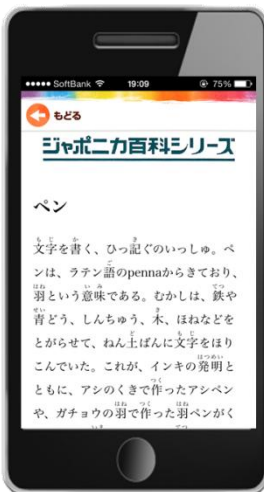 SoftBank 19:09 75%
もどる
ジャポニカ百科シリーズ
ペン
文字を書く、ひっ記ぐのいっしゅ。ペ
ンは、ラテン語のpennaからきており、
羽という意味である。むかしは、鉄や
青どう、しんちゅう、木、ほねなどを
とがらせて、ねん土ばんに文字をほり
こんでいた。これが、インキの発明と
ともに、アシのくきで作ったアシペン
や、ガチョウの羽で作った羽ペンがく